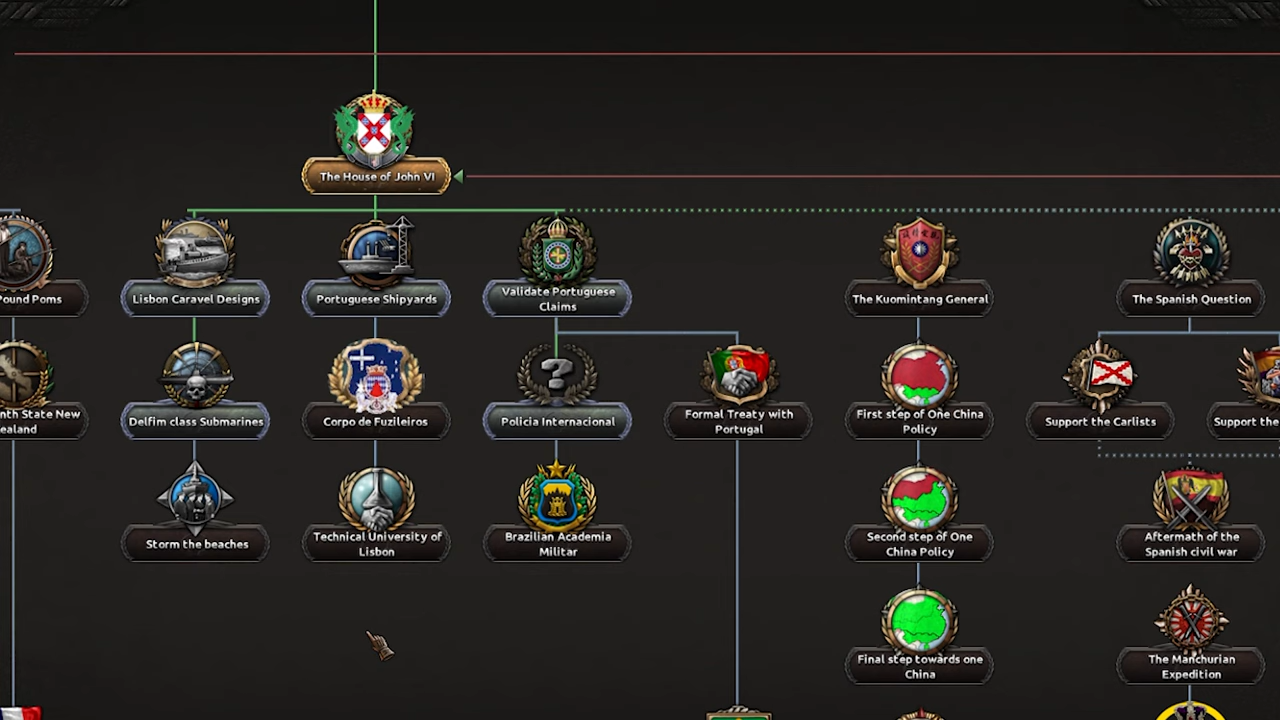 The House of John VI
Pound Poms
Lisbon Caravel Designs
Portuguese Shipyards
Validate Portuguese
Claims
The Kuomintang General
The Spanish Question
nth State New
ealand
Delfim class Submarines
Corpo de Fuzileiros
Policia Internacional
Formal Treaty with
Portugal
First step of One China
Policy
Support the Carlists
Support the
Storm the beaches
Technical University of
Lisbon
Brazilian Academia
Militar
Second step of One
China Policy
Aftermath of the
Spanish civil war
Final step towards one
China
The Manchurian
Expedition